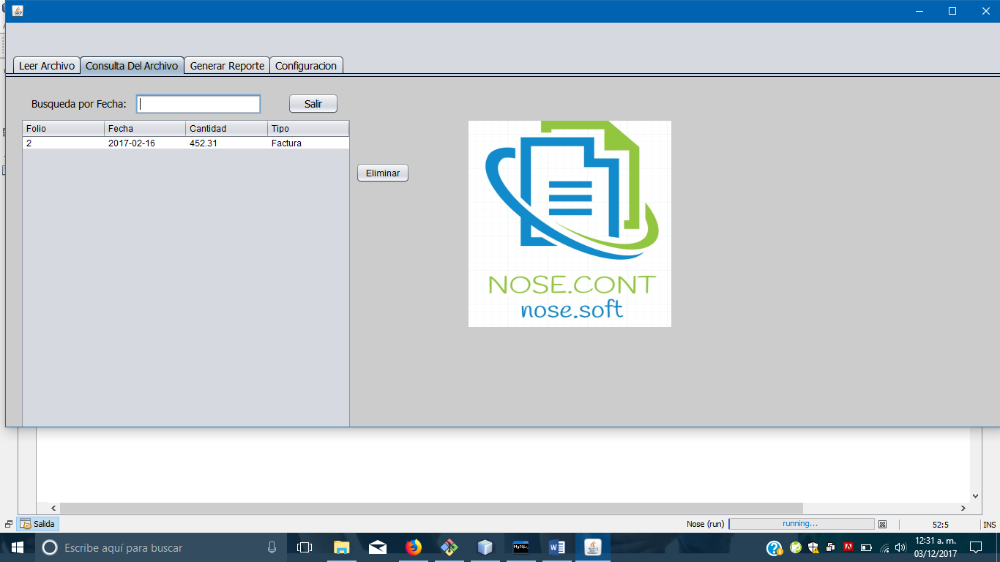 Leer Archivo Consulta Del Archivo Generar Reporte Configuracion
Busqueda por Fecha: Salir
Folio Fecha Cantidad Tipo
2 2017-02-16 452.31 Factura
Eliminar
NOSE.CONT
nose.soft
Salida Nose (run) running... 52:5 INS
Escribe aquí para buscar
MySQL
12:31 a. m.
03/12/2017